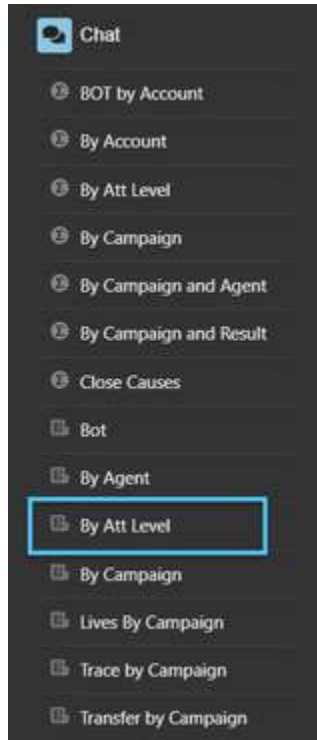 Chat
BOT by Account
By Account
By Att Level
By Campaign
By Campaign and Agent
By Campaign and Result
Close Causes
Bot
By Agent
By Att Level
By Campaign
Lives By Campaign
Trace by Campaign
Transfer by Campaign